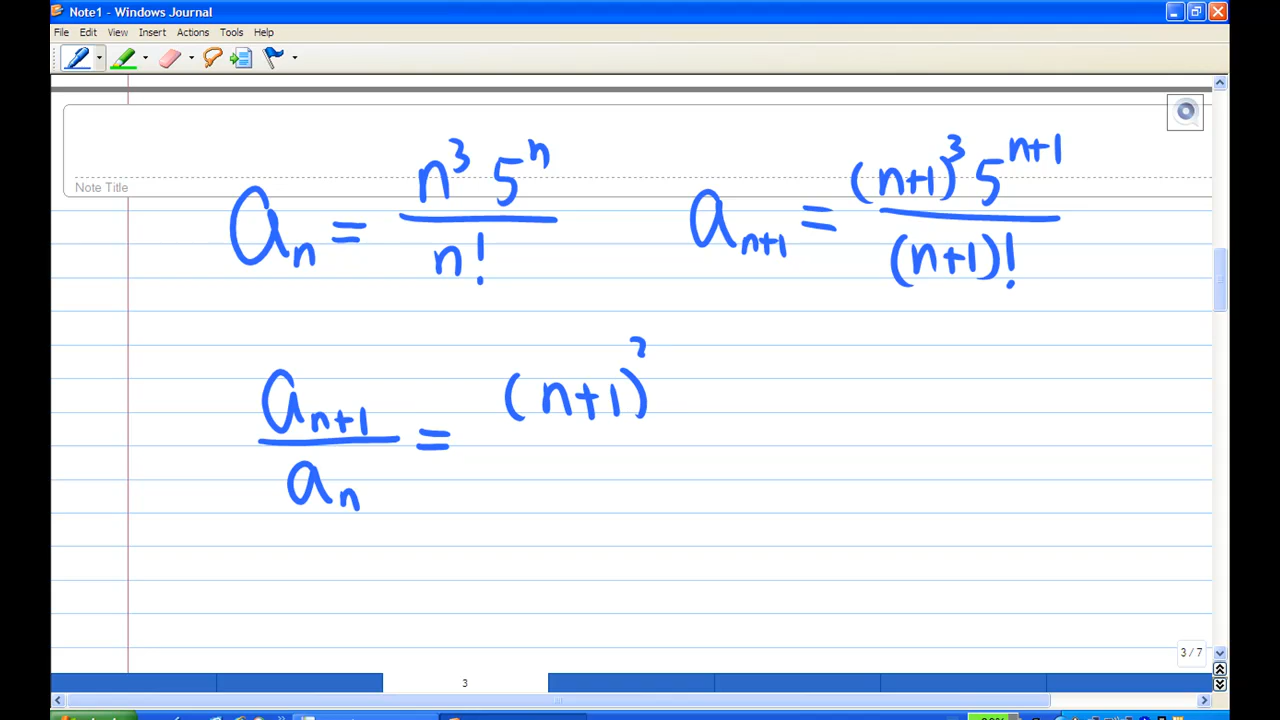 Note1 - Windows Journal
File Edit View Insert Actions Tools Help
a_n = n^3 5^n / n!
a_{n+1} = (n+1)^3 5^{n+1} / (n+1)!
Note Title
a_{n+1} / a_n = (n+1)^3
3 / 7
3